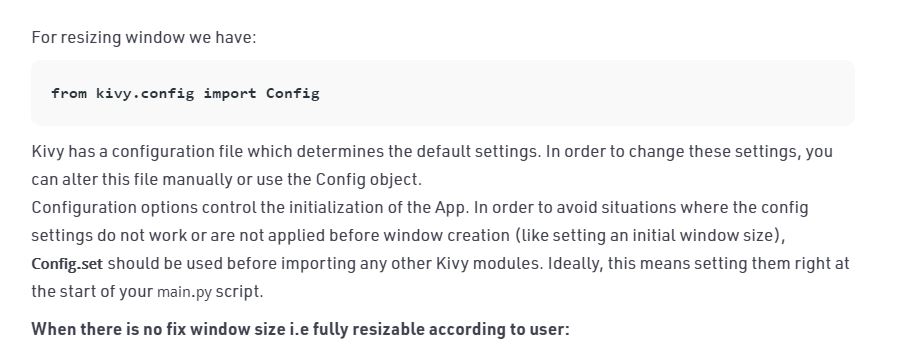 For resizing window we have:
from kivy.config import Config
Kivy has a configuration file which determines the default settings. In order to change these settings, you
can alter this file manually or use the Config object.
Configuration options control the initialization of the App. In order to avoid situations where the config
settings do not work or are not applied before window creation (like setting an initial window size),
Config.set should be used before importing any other Kivy modules. Ideally, this means setting them right at
the start of your main.py script.
When there is no fix window size i.e fully resizable according to user: